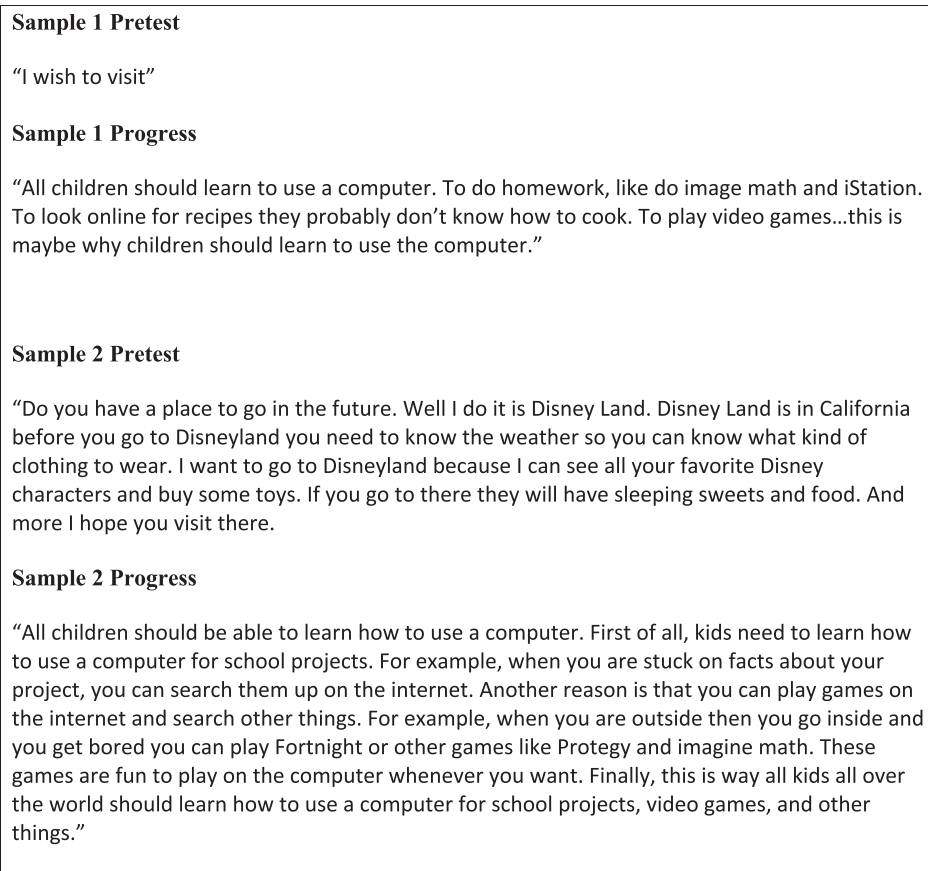 Sample 1 Pretest
“I wish to visit”
Sample 1 Progress
“All children should learn to use a computer. To do homework, like do image math and iStation.
To look online for recipes they probably don’t know how to cook. To play video games…this is
maybe why children should learn to use the computer.”
Sample 2 Pretest
“Do you have a place to go in the future. Well I do it is Disney Land. Disney Land is in California
before you go to Disneyland you need to know the weather so you can know what kind of
clothing to wear. I want to go to Disneyland because I can see all your favorite Disney
characters and buy some toys. If you go to there they will have sleeping sweets and food. And
more I hope you visit there.
Sample 2 Progress
“All children should be able to learn how to use a computer. First of all, kids need to learn how
to use a computer for school projects. For example, when you are stuck on facts about your
project, you can search them up on the internet. Another reason is that you can play games on
the internet and search other things. For example, when you are outside then you go inside and
you get bored you can play Fortnight or other games like Protegy and imagine math. These
games are fun to play on the computer whenever you want. Finally, this is way all kids all over
the world should learn how to use a computer for school projects, video games, and other
things.”